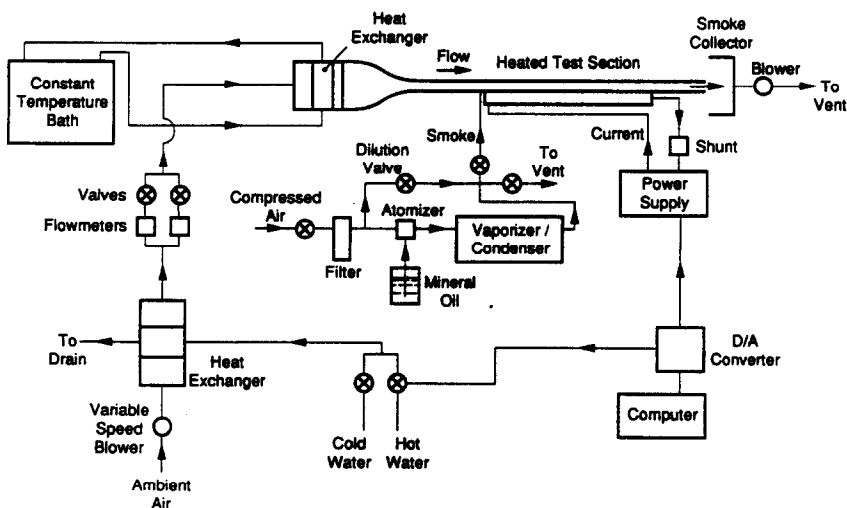 Heat
Exchanger
Flow
Heated Test Section
Smoke
Collector
Blower
To
Vent
Constant
Temperature
Bath
Smoke
Current
Shunt
Dilution
Valve
To
Vent
Power
Supply
Valves
Compressed
Air
Atomizer
Flowmeters
Vaporizer /
Condenser
Filter
Mineral
Oil
To
Drain
Heat
Exchanger
D/A
Converter
Variable
Speed
Blower
Computer
Cold
Water
Hot
Water
Ambient
Air